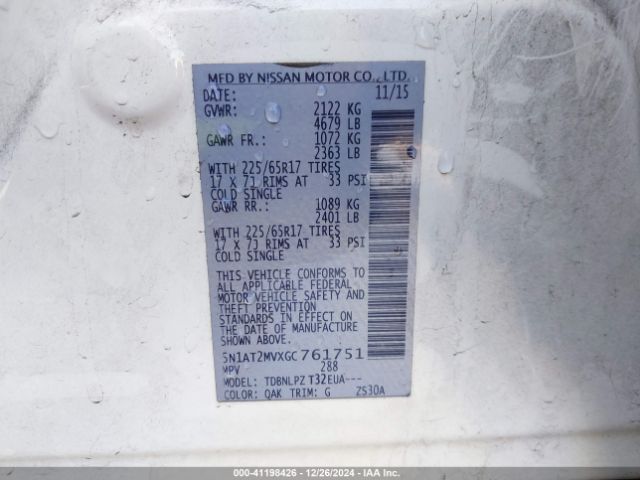 MFD BY NISSAN MOTOR CO., LTD.
DATE: 11/15
GVWR: 2122 KG
4679 LB
GAWR FR.: 1072 KG
2363 LB
WITH 225/65R17 TIRES
17 X 7J RIMS AT 33 PSI
COLD SINGLE
GAWR RR.: 1089 KG
2401 LB
WITH 225/65R17 TIRES
17 X 7J RIMS AT 33 PSI
COLD SINGLE
THIS VEHICLE CONFORMS TO
ALL APPLICABLE FEDERAL
MOTOR VEHICLE SAFETY AND
THEFT PREVENTION
STANDARDS IN EFFECT ON
THE DATE OF MANUFACTURE
SHOWN ABOVE.
5N1AT2MVXGC761751
MPV 288
MODEL: TDBNLPZ T32EUA---
COLOR: QAK TRIM: G ZS30A
000-41198426 - 12/26/2024 - IAA Inc.